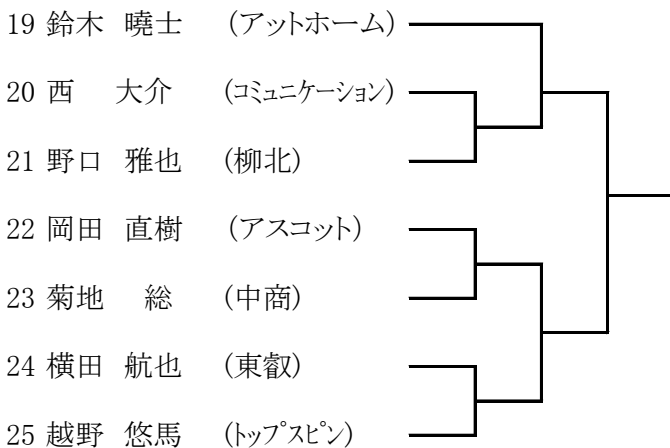 19 鈴木　曉士　(アットホーム)
20 西　大介　(コミュニケーション)
21 野口　雅也　(柳北)
22 岡田　直樹　(アスコット)
23 菊地　総　(中商)
24 横田　航也　(東叡)
25 越野　悠馬　(トップスピン)